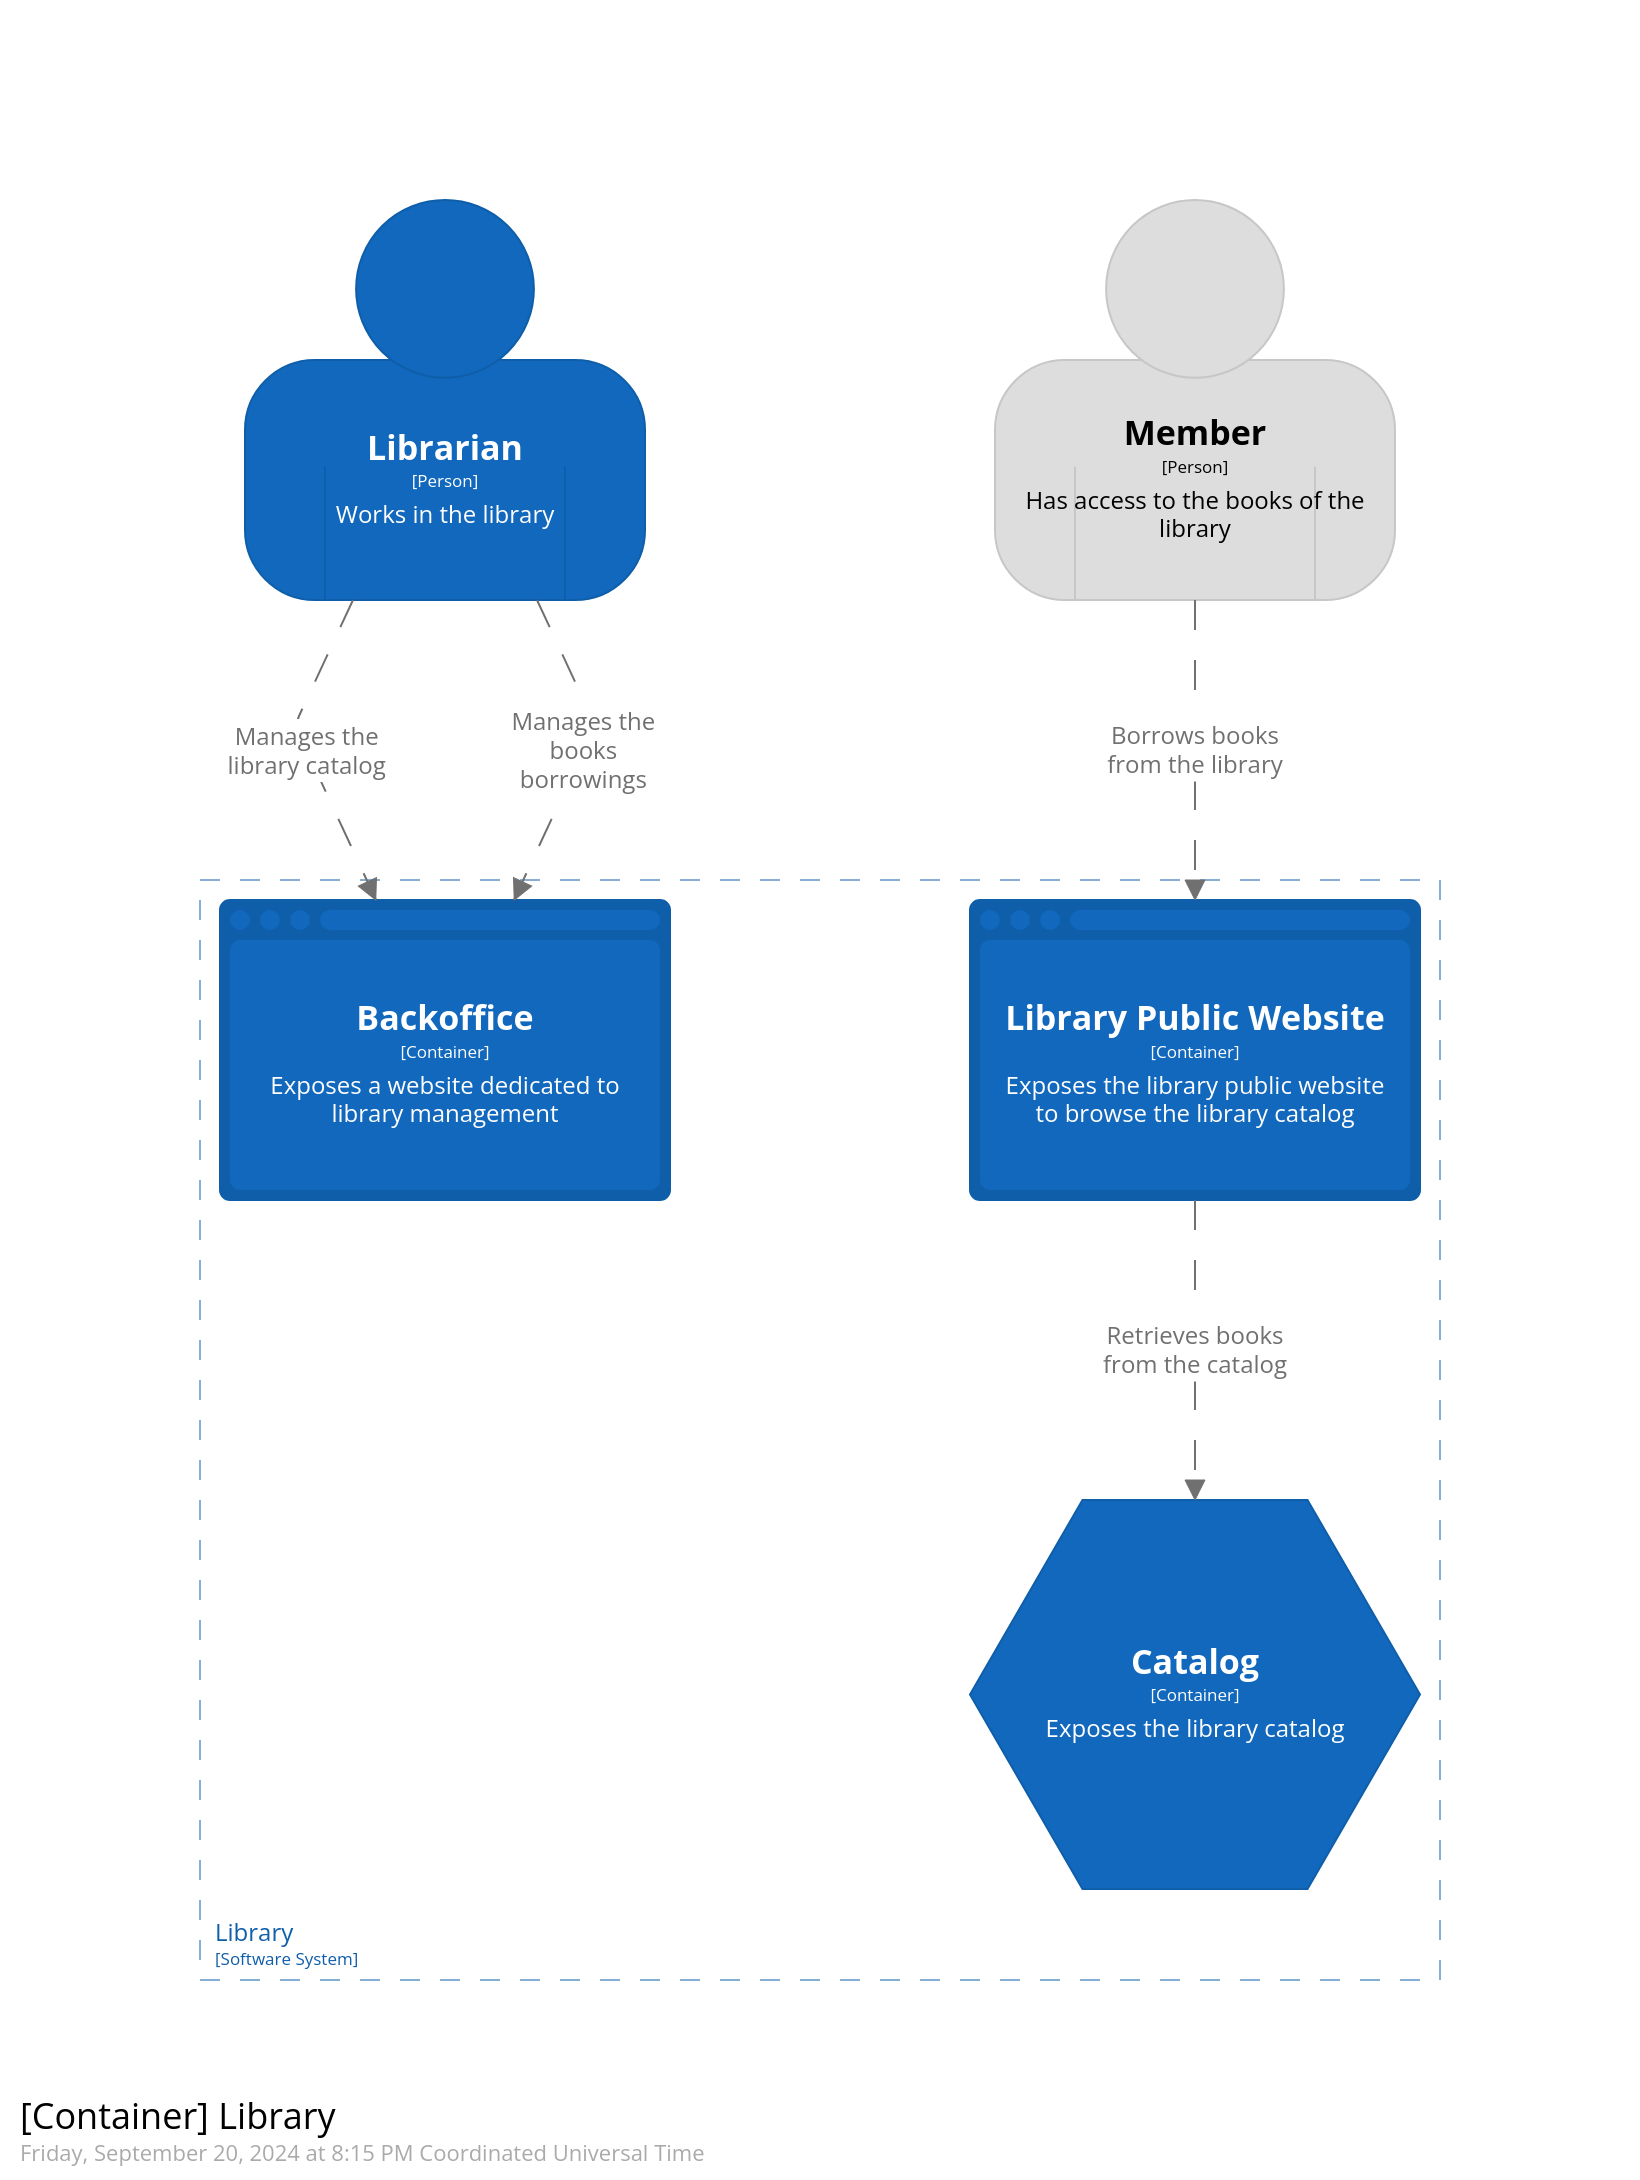 Librarian
[Person]
Works in the library
Member
[Person]
Has access to the books of the
library
Manages the
library catalog
Manages the
books
borrowings
Borrows books
from the library
Backoffice
[Container]
Exposes a website dedicated to
library management
Library Public Website
[Container]
Exposes the library public website
to browse the library catalog
Retrieves books
from the catalog
Catalog
[Container]
Exposes the library catalog
Library
[Software System]
[Container] Library
Friday, September 20, 2024 at 8:15 PM Coordinated Universal Time